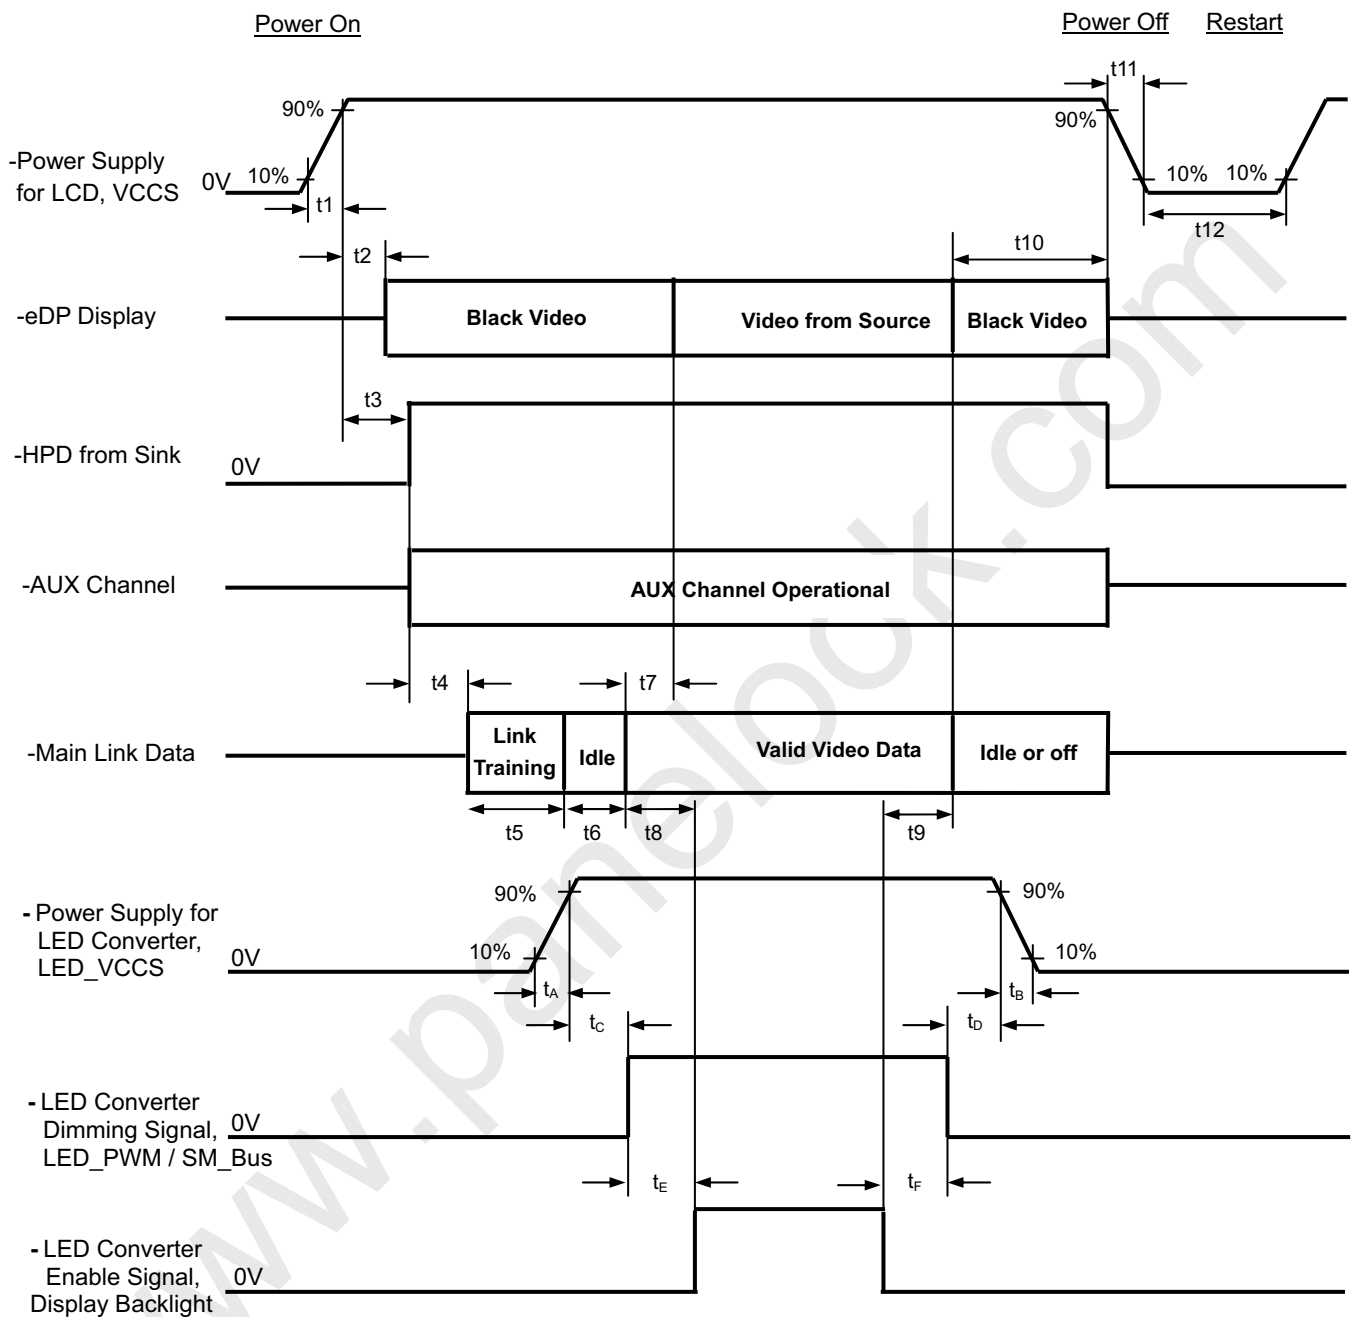 Power On
Power Off
Restart
t11
90%
90%
-Power Supply
for LCD, VCCS
0V
10%
10%
10%
t1
t12
t2
t10
-eDP Display
Black Video
Video from Source
Black Video
t3
-HPD from Sink
0V
-AUX Channel
AUX Channel Operational
t4
t7
-Main Link Data
Link
Training
Idle
Valid Video Data
Idle or off
t5
t6
t8
t9
90%
90%
- Power Supply for
LED Converter,
LED_VCCS
0V
10%
10%
tA
tB
tC
tD
- LED Converter
Dimming Signal,
LED_PWM / SM_Bus
0V
tE
tF
- LED Converter
Enable Signal,
Display Backlight
0V
www.panelook.com